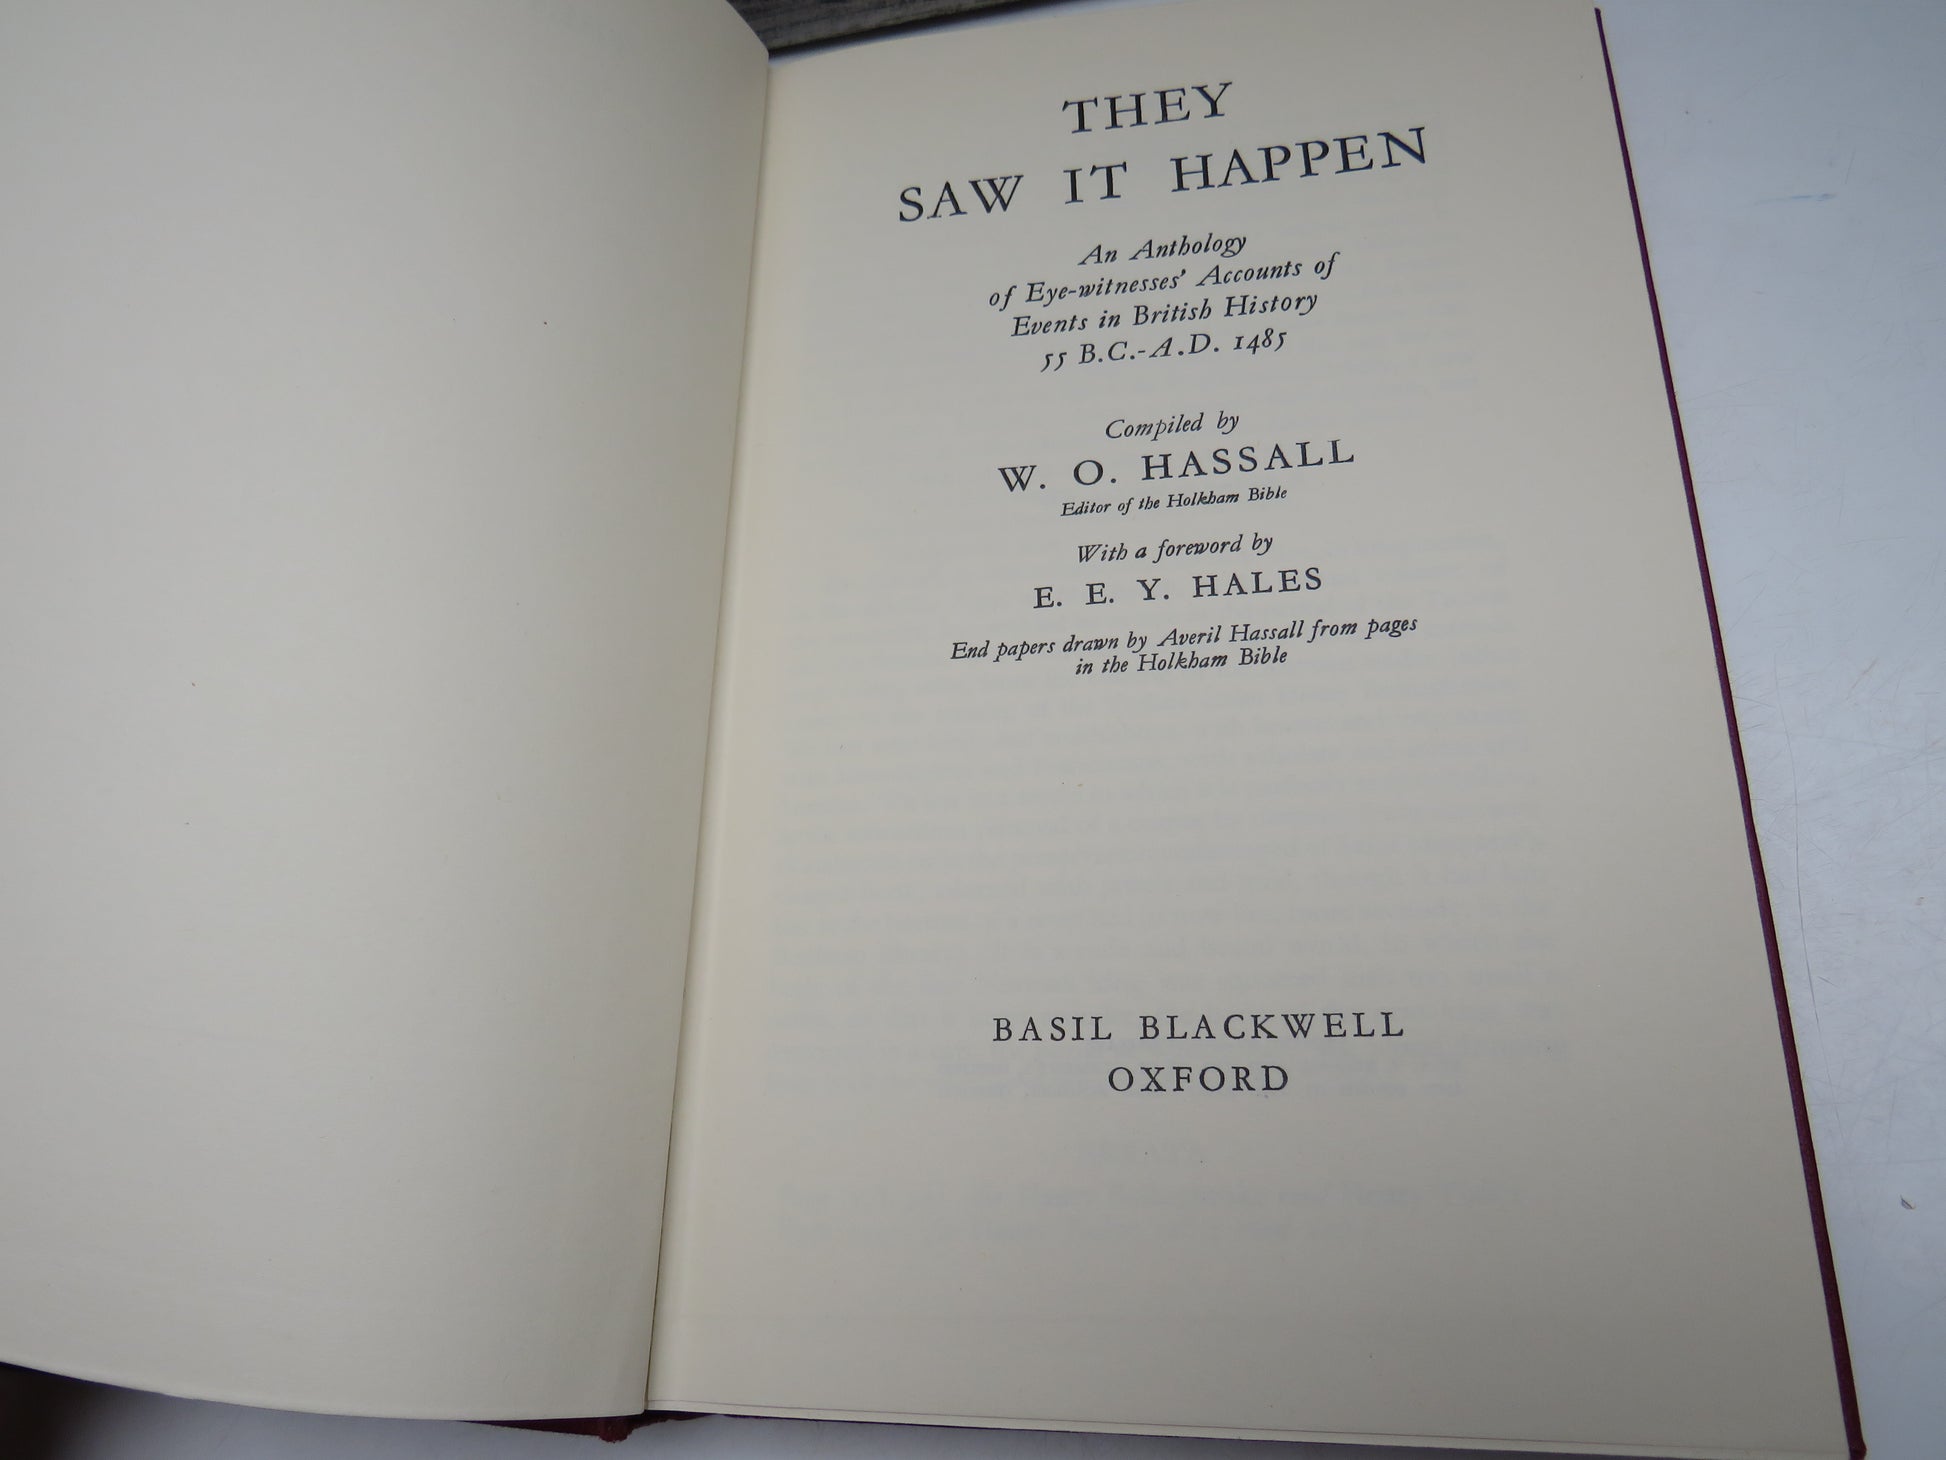 THEY
SAW IT HAPPEN
An Anthology
of Eye-witnesses' Accounts of
Events in British History
55 B.C.-A.D. 1485
Compiled by
W. O. HASSALL
Editor of the Holkham Bible
With a foreword by
E. E. Y. HALES
End papers drawn by Averil Hassall from pages
in the Holkham Bible
BASIL BLACKWELL
OXFORD